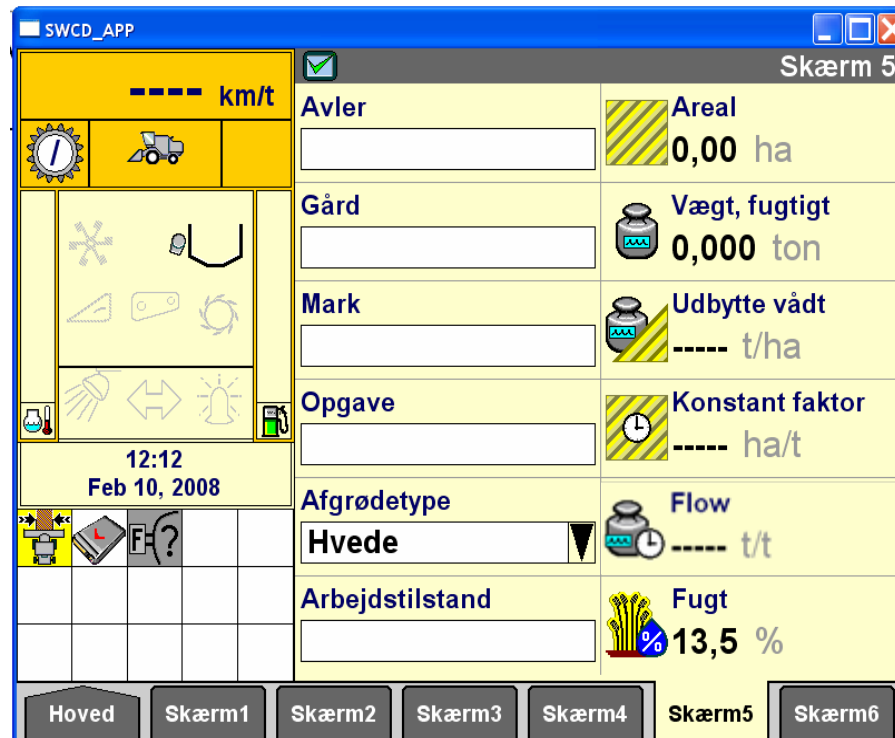 SWCD_APP
---- km/t
Skærm 5
Avler
Areal
0,00 ha
Gård
Vægt, fugtigt
0,000 ton
Mark
Udbytte vådt
----- t/ha
Opgave
Konstant faktor
----- ha/t
12:12
Feb 10, 2008
Afgrødetype
Hvede
Flow
----- t/t
F ?
Arbejdstilstand
Fugt
13,5 %
%
Hoved
Skærm1
Skærm2
Skærm3
Skærm4
Skærm5
Skærm6